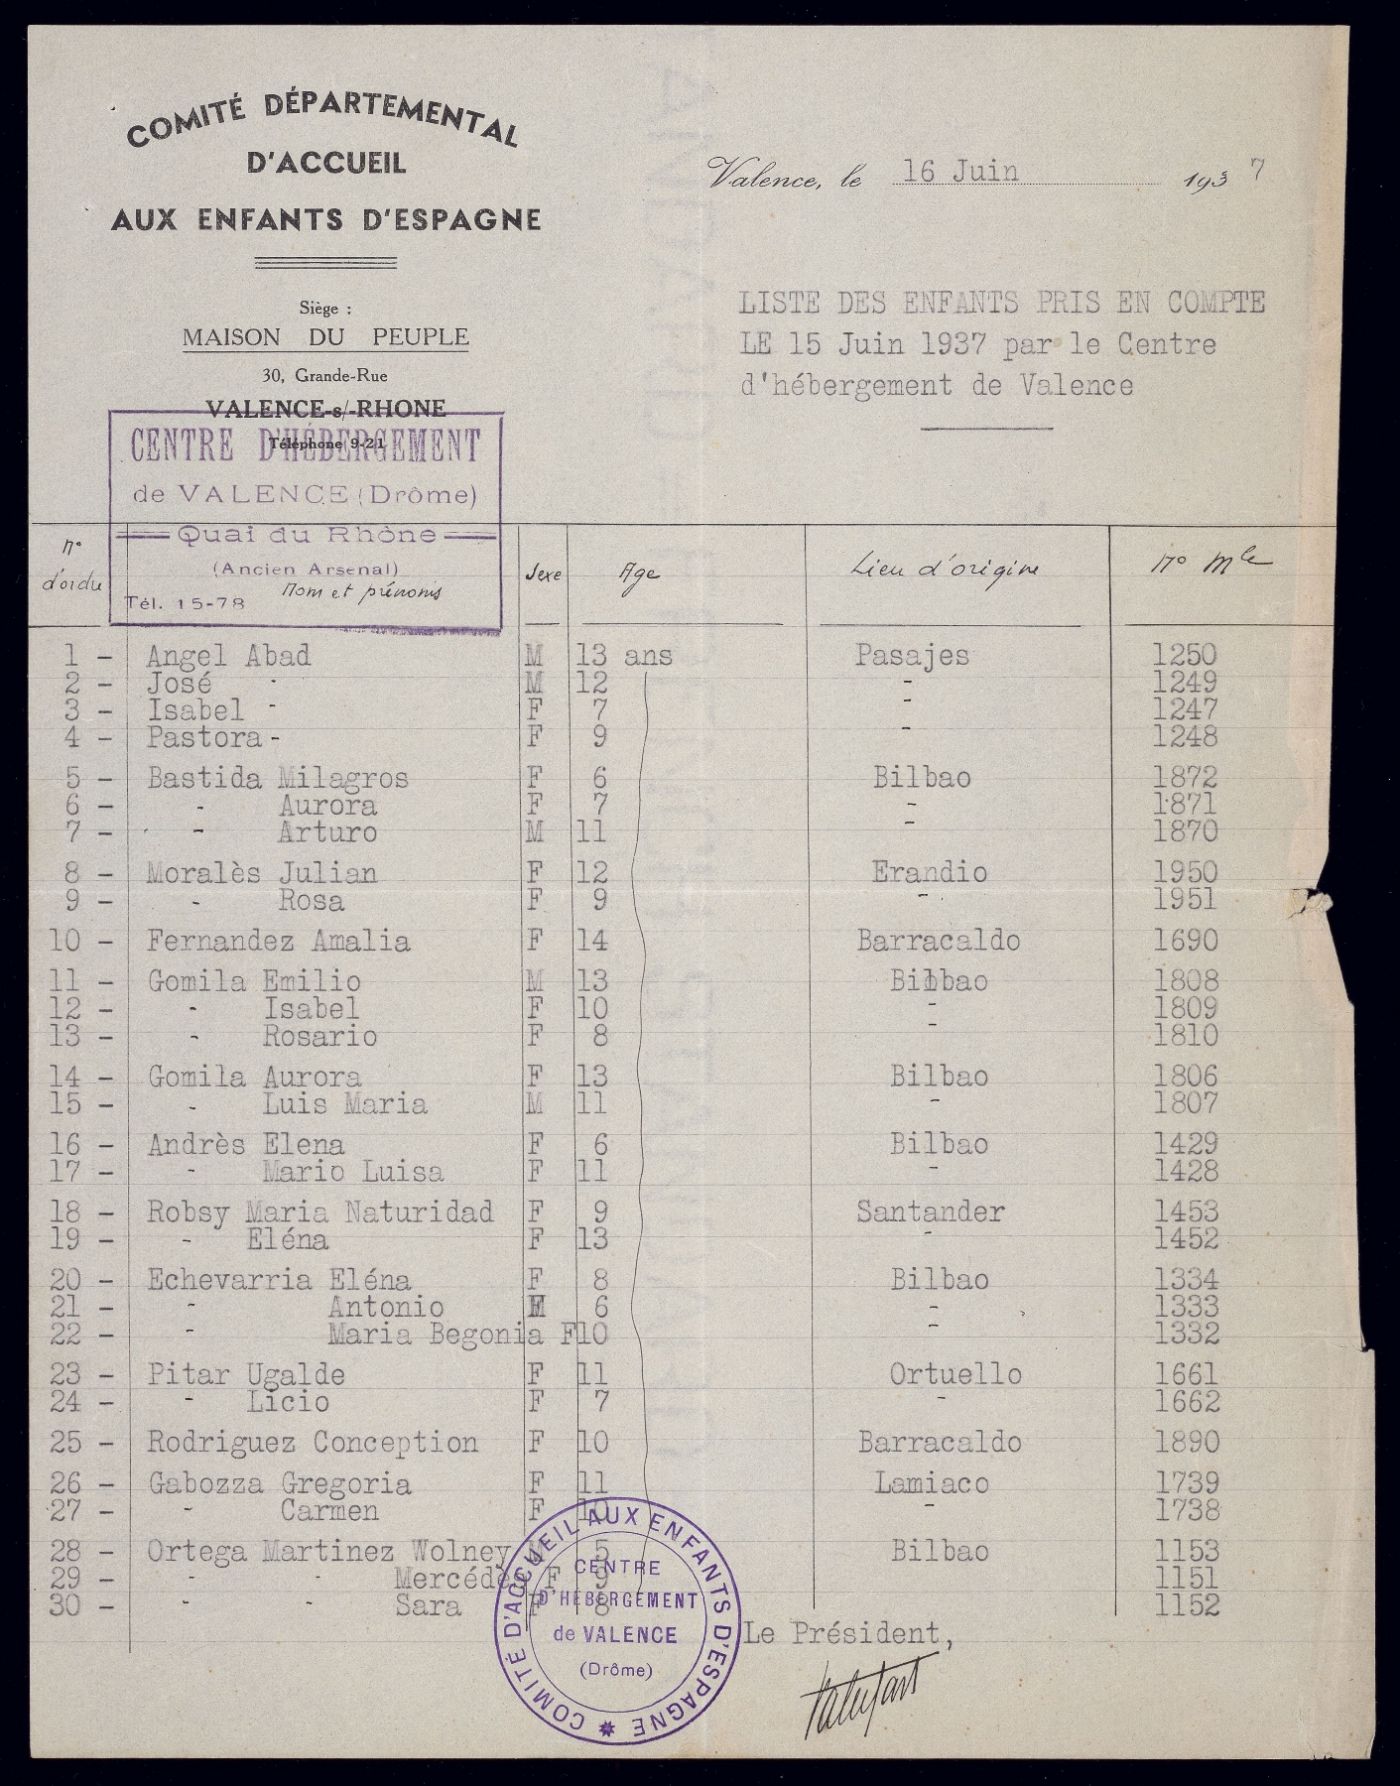 COMITÉ DÉPARTEMENTAL
D'ACCUEIL
AUX ENFANTS D'ESPAGNE
Siège :
MAISON DU PEUPLE
30, Grande-Rue
VALENCE-s/-RHONE
Téléphone 9-21
CENTRE D'HÉBERGEMENT
de VALENCE (Drôme)
Quai du Rhône
(Ancien Arsenal)
Tél. 15-78
Valence, le 16 Juin 1937
LISTE DES ENFANTS PRIS EN COMPTE
LE 15 Juin 1937 par le Centre
d'hébergement de Valence
N° d'ordre Nom et prénoms Sexe Age Lieu d'origine N° Mle
1 - Angel Abad M 13 ans Pasajes 1250
2 - José - M 12 - 1249
3 - Isabel - F 7 - 1247
4 - Pastora - F 9 - 1248
5 - Bastida Milagros F 6 Bilbao 1872
6 - - Aurora F 7 - 1871
7 - - Arturo M 11 - 1870
8 - Moralès Julian F 12 Erandio 1950
9 - - Rosa F 9 - 1951
10 - Fernandez Amalia F 14 Barracaldo 1690
11 - Gomila Emilio M 13 Bilbao 1808
12 - - Isabel F 10 - 1809
13 - - Rosario F 8 - 1810
14 - Gomila Aurora F 13 Bilbao 1806
15 - - Luis Maria M 11 - 1807
16 - Andrès Elena F 6 Bilbao 1429
17 - - Mario Luisa F 11 - 1428
18 - Robsy Maria Naturidad F 9 Santander 1453
19 - - Eléna F 13 - 1452
20 - Echevarria Eléna F 8 Bilbao 1334
21 - - Antonio M 6 - 1333
22 - - Maria Begonia F 10 - 1332
23 - Pitar Ugalde F 11 Ortuello 1661
24 - - Licio F 7 - 1662
25 - Rodriguez Conception F 10 Barracaldo 1890
26 - Gabozza Gregoria F 11 Lamiaco 1739
27 - - Carmen F 10 - 1738
28 - Ortega Martinez Wolney 5 Bilbao 1153
29 - - - Mercédès F 9 1151
30 - - - Sara F 8 1152
COMITÉ D'ACCUEIL AUX ENFANTS D'ESPAGNE
CENTRE
D'HÉBERGEMENT
de VALENCE
(Drôme)
Le Président,